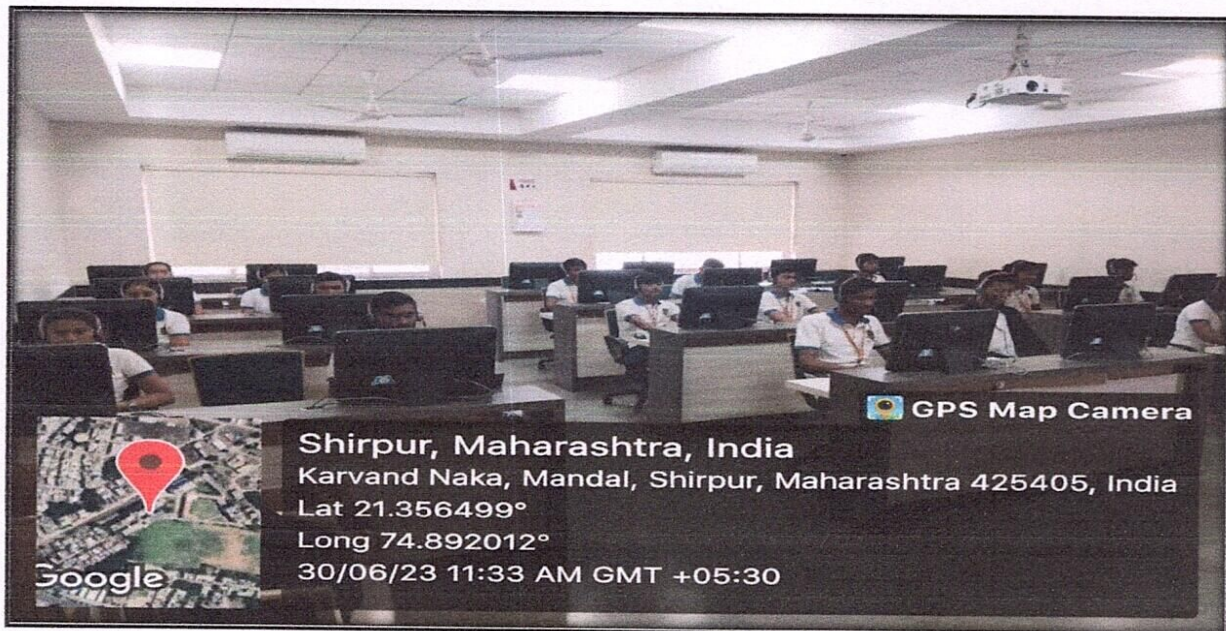 GPS Map Camera
Shirpur, Maharashtra, India
Karvand Naka, Mandal, Shirpur, Maharashtra 425405, India
Lat 21.356499°
Long 74.892012°
30/06/23 11:33 AM GMT +05:30
Google